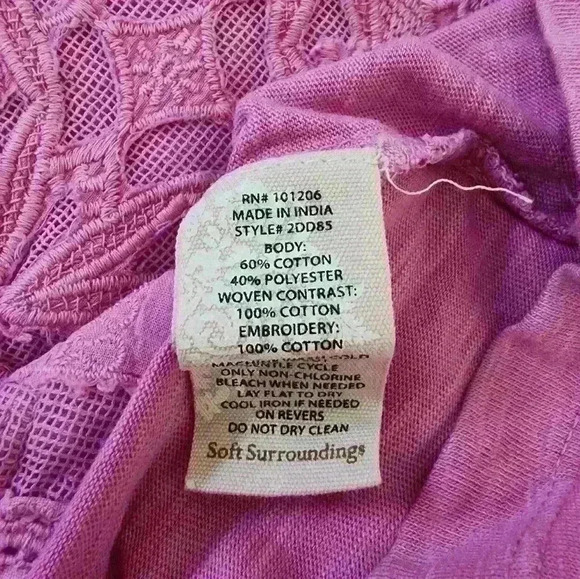 RN# 101206
MADE IN INDIA
STYLE# 2DD85
BODY:
60% COTTON
40% POLYESTER
WOVEN CONTRAST:
100% COTTON
EMBROIDERY:
100% COTTON
COLD
CYCLE
ONLY NON-CHLORINE
BLEACH WHEN NEEDED
LAY FLAT TO DRY
COOL IRON IF NEEDED
ON REVERS
DO NOT DRY CLEAN
Soft Surroundings